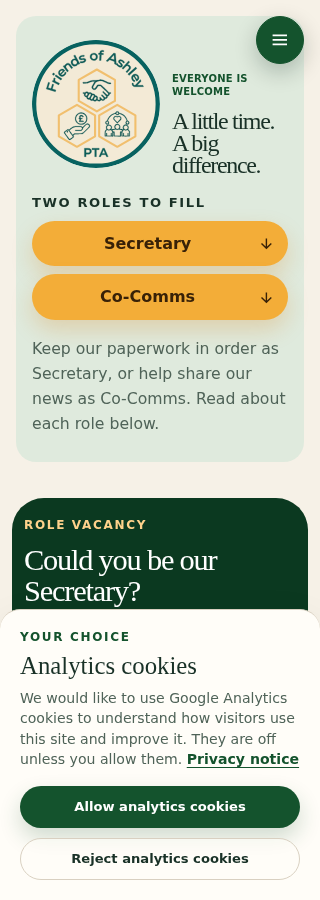 Friends of Ashley
£
PTA
EVERYONE IS
WELCOME
A little time.
A big
difference.
TWO ROLES TO FILL
Secretary
Co-Comms
Keep our paperwork in order as
Secretary, or help share our
news as Co-Comms. Read about
each role below.
ROLE VACANCY
Could you be our
Secretary?
YOUR CHOICE
Analytics cookies
We would like to use Google Analytics
cookies to understand how visitors use
this site and improve it. They are off
unless you allow them. Privacy notice
Allow analytics cookies
Reject analytics cookies